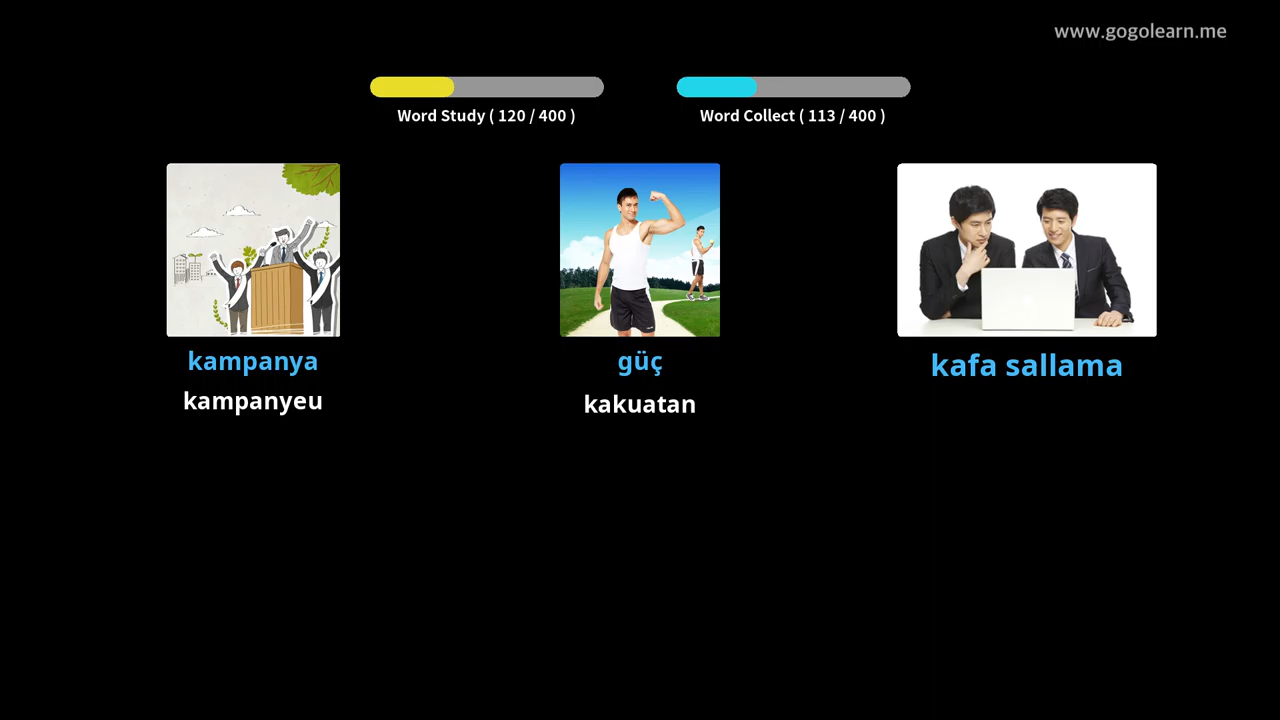 www.gogolearn.me
Word Study ( 120 / 400 )
Word Collect ( 113 / 400 )
kampanya
güç
kafa sallama
kampanyeu
kakuatan